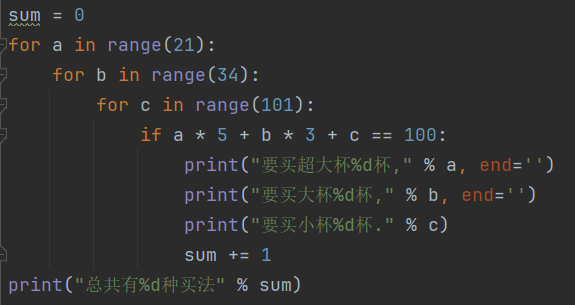 sum = 0
for a in range(21):
    for b in range(34):
        for c in range(101):
            if a * 5 + b * 3 + c == 100:
                print("要买超大杯%d杯," % a, end='')
                print("要买大杯%d杯," % b, end='')
                print("要买小杯%d杯." % c)
                sum += 1
print("总共有%d种买法" % sum)